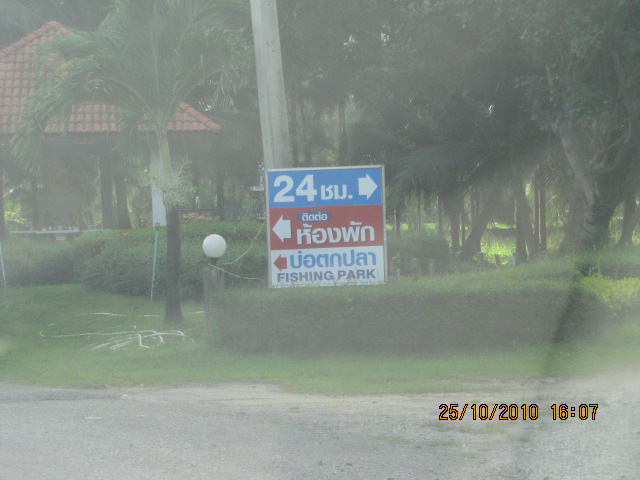 24 ชม.
ติดต่อ
ห้องพัก
บ่อตกปลา
FISHING PARK
25/10/2010 16:07